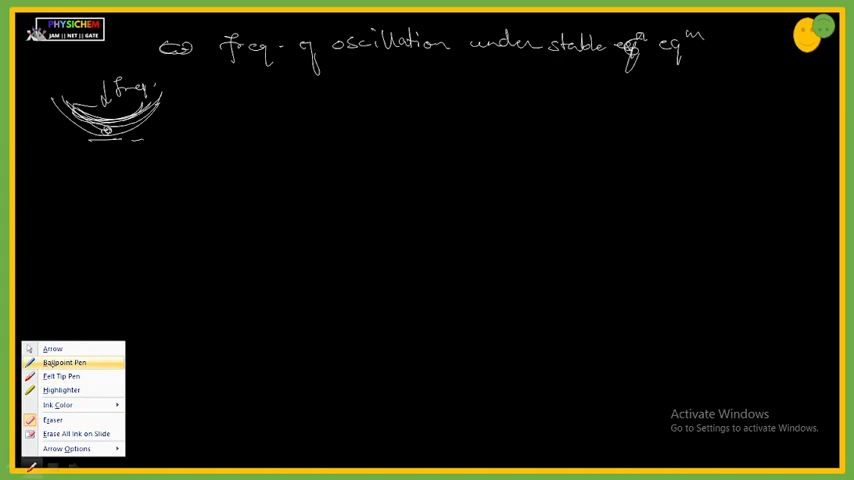 PHYSICHEM
JAM || NET || GATE
freq. of oscillation under stable eqm
freq.
Arrow
Ballpoint Pen
Felt Tip Pen
Highlighter
Ink Color
Eraser
Erase All Ink on Slide
Arrow Options
Activate Windows
Go to Settings to activate Windows.